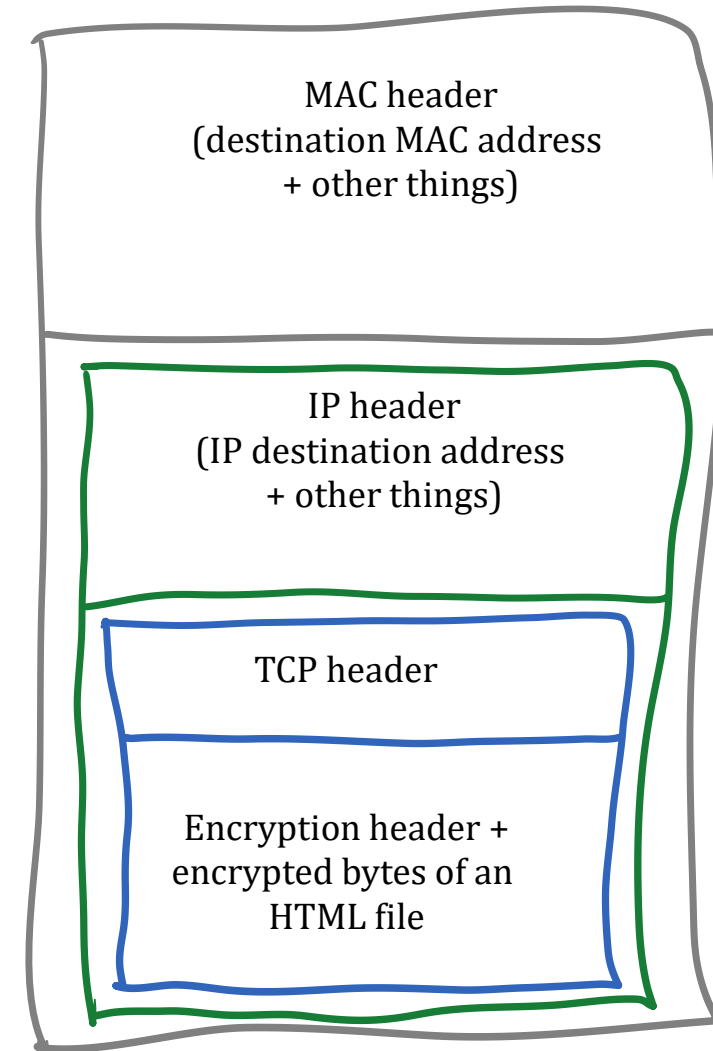 MAC header
(destination MAC address
+ other things)
IP header
(IP destination address
+ other things)
TCP header
Encryption header +
encrypted bytes of an
HTML file